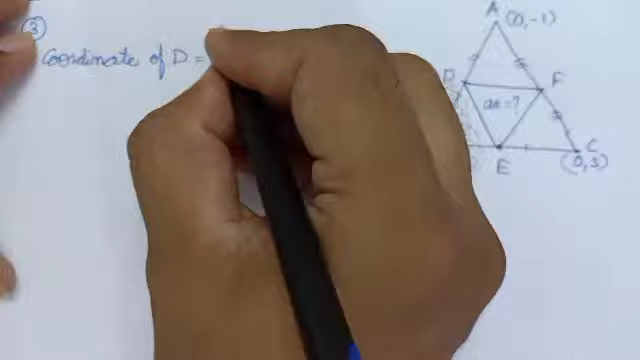 ③
Coordinate of D =
A (0,-1)
D F
ar = ?
E C
(0,3)